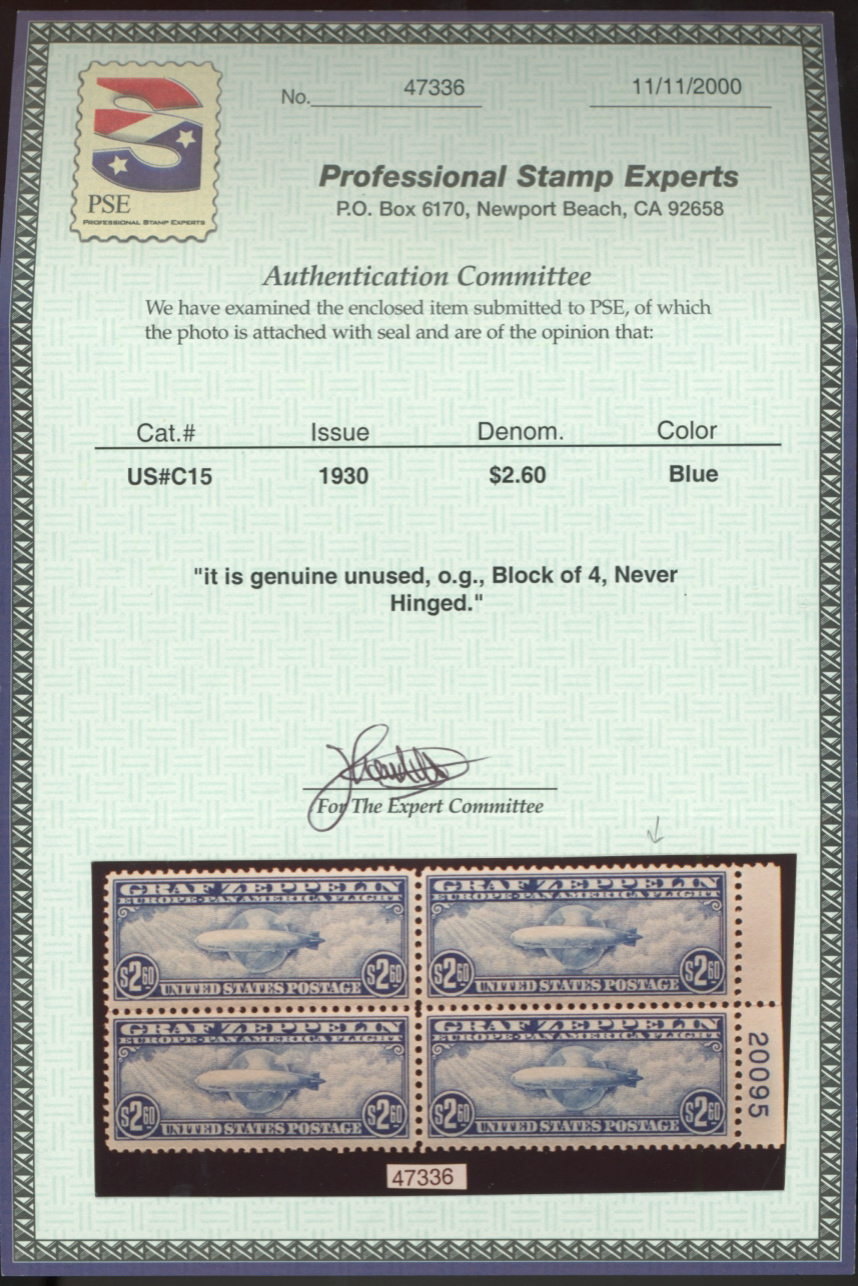 No. 47336 11/11/2000
PSE
PROFESSIONAL STAMP EXPERTS
Professional Stamp Experts
P.O. Box 6170, Newport Beach, CA 92658
Authentication Committee
We have examined the enclosed item submitted to PSE, of which
the photo is attached with seal and are of the opinion that:
Cat.# Issue Denom. Color
US#C15 1930 $2.60 Blue
"it is genuine unused, o.g., Block of 4, Never
Hinged."
For The Expert Committee
GRAF ZEPPELIN GRAF ZEPPELIN
EUROPE-PAN AMERICA FLIGHT EUROPE-PAN AMERICA FLIGHT
$2.60 UNITED STATES POSTAGE $2.60 $2.60 UNITED STATES POSTAGE $2.60
GRAF ZEPPELIN GRAF ZEPPELIN
EUROPE-PAN AMERICA FLIGHT EUROPE-PAN AMERICA FLIGHT
$2.60 UNITED STATES POSTAGE $2.60 $2.60 UNITED STATES POSTAGE $2.60
20095
47336